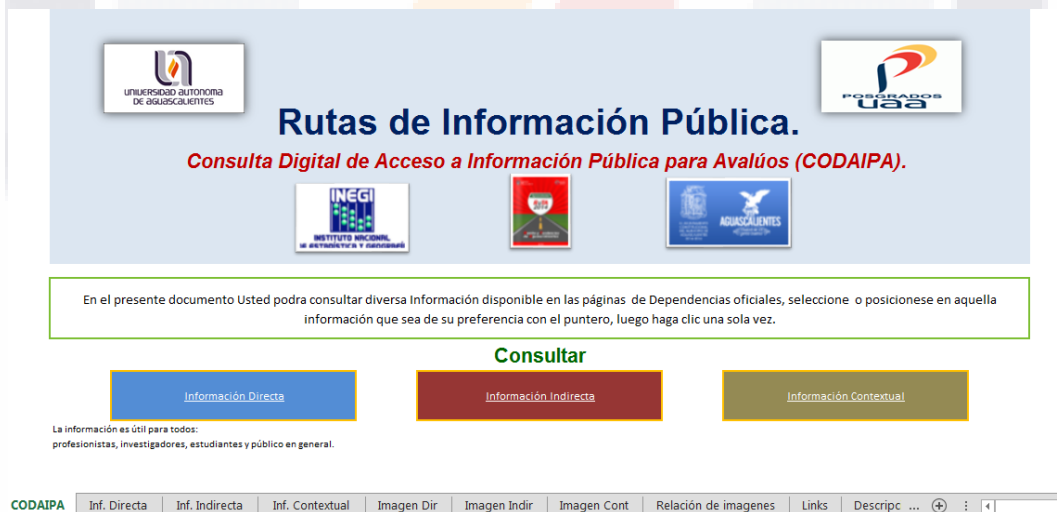 UNIVERSIDAD AUTONOMA
DE AGUASCALIENTES
POSGRADOS
uaa
Rutas de Información Pública.
Consulta Digital de Acceso a Información Pública para Avalúos (CODAIPA).
INEGI
INSTITUTO NACIONAL
DE ESTADÍSTICA Y GEOGRAFÍA
AGUASCALIENTES
En el presente documento Usted podra consultar diversa Información disponible en las páginas de Dependencias oficiales, seleccione o posicionese en aquella
información que sea de su preferencia con el puntero, luego haga clic una sola vez.
Consultar
Información Directa
Información Indirecta
Información Contextual
La información es útil para todos:
profesionistas, investigadores, estudiantes y público en general.
CODAIPA Inf. Directa Inf. Indirecta Inf. Contextual Imagen Dir Imagen Indir Imagen Cont Relación de imagenes Links Descripc ...